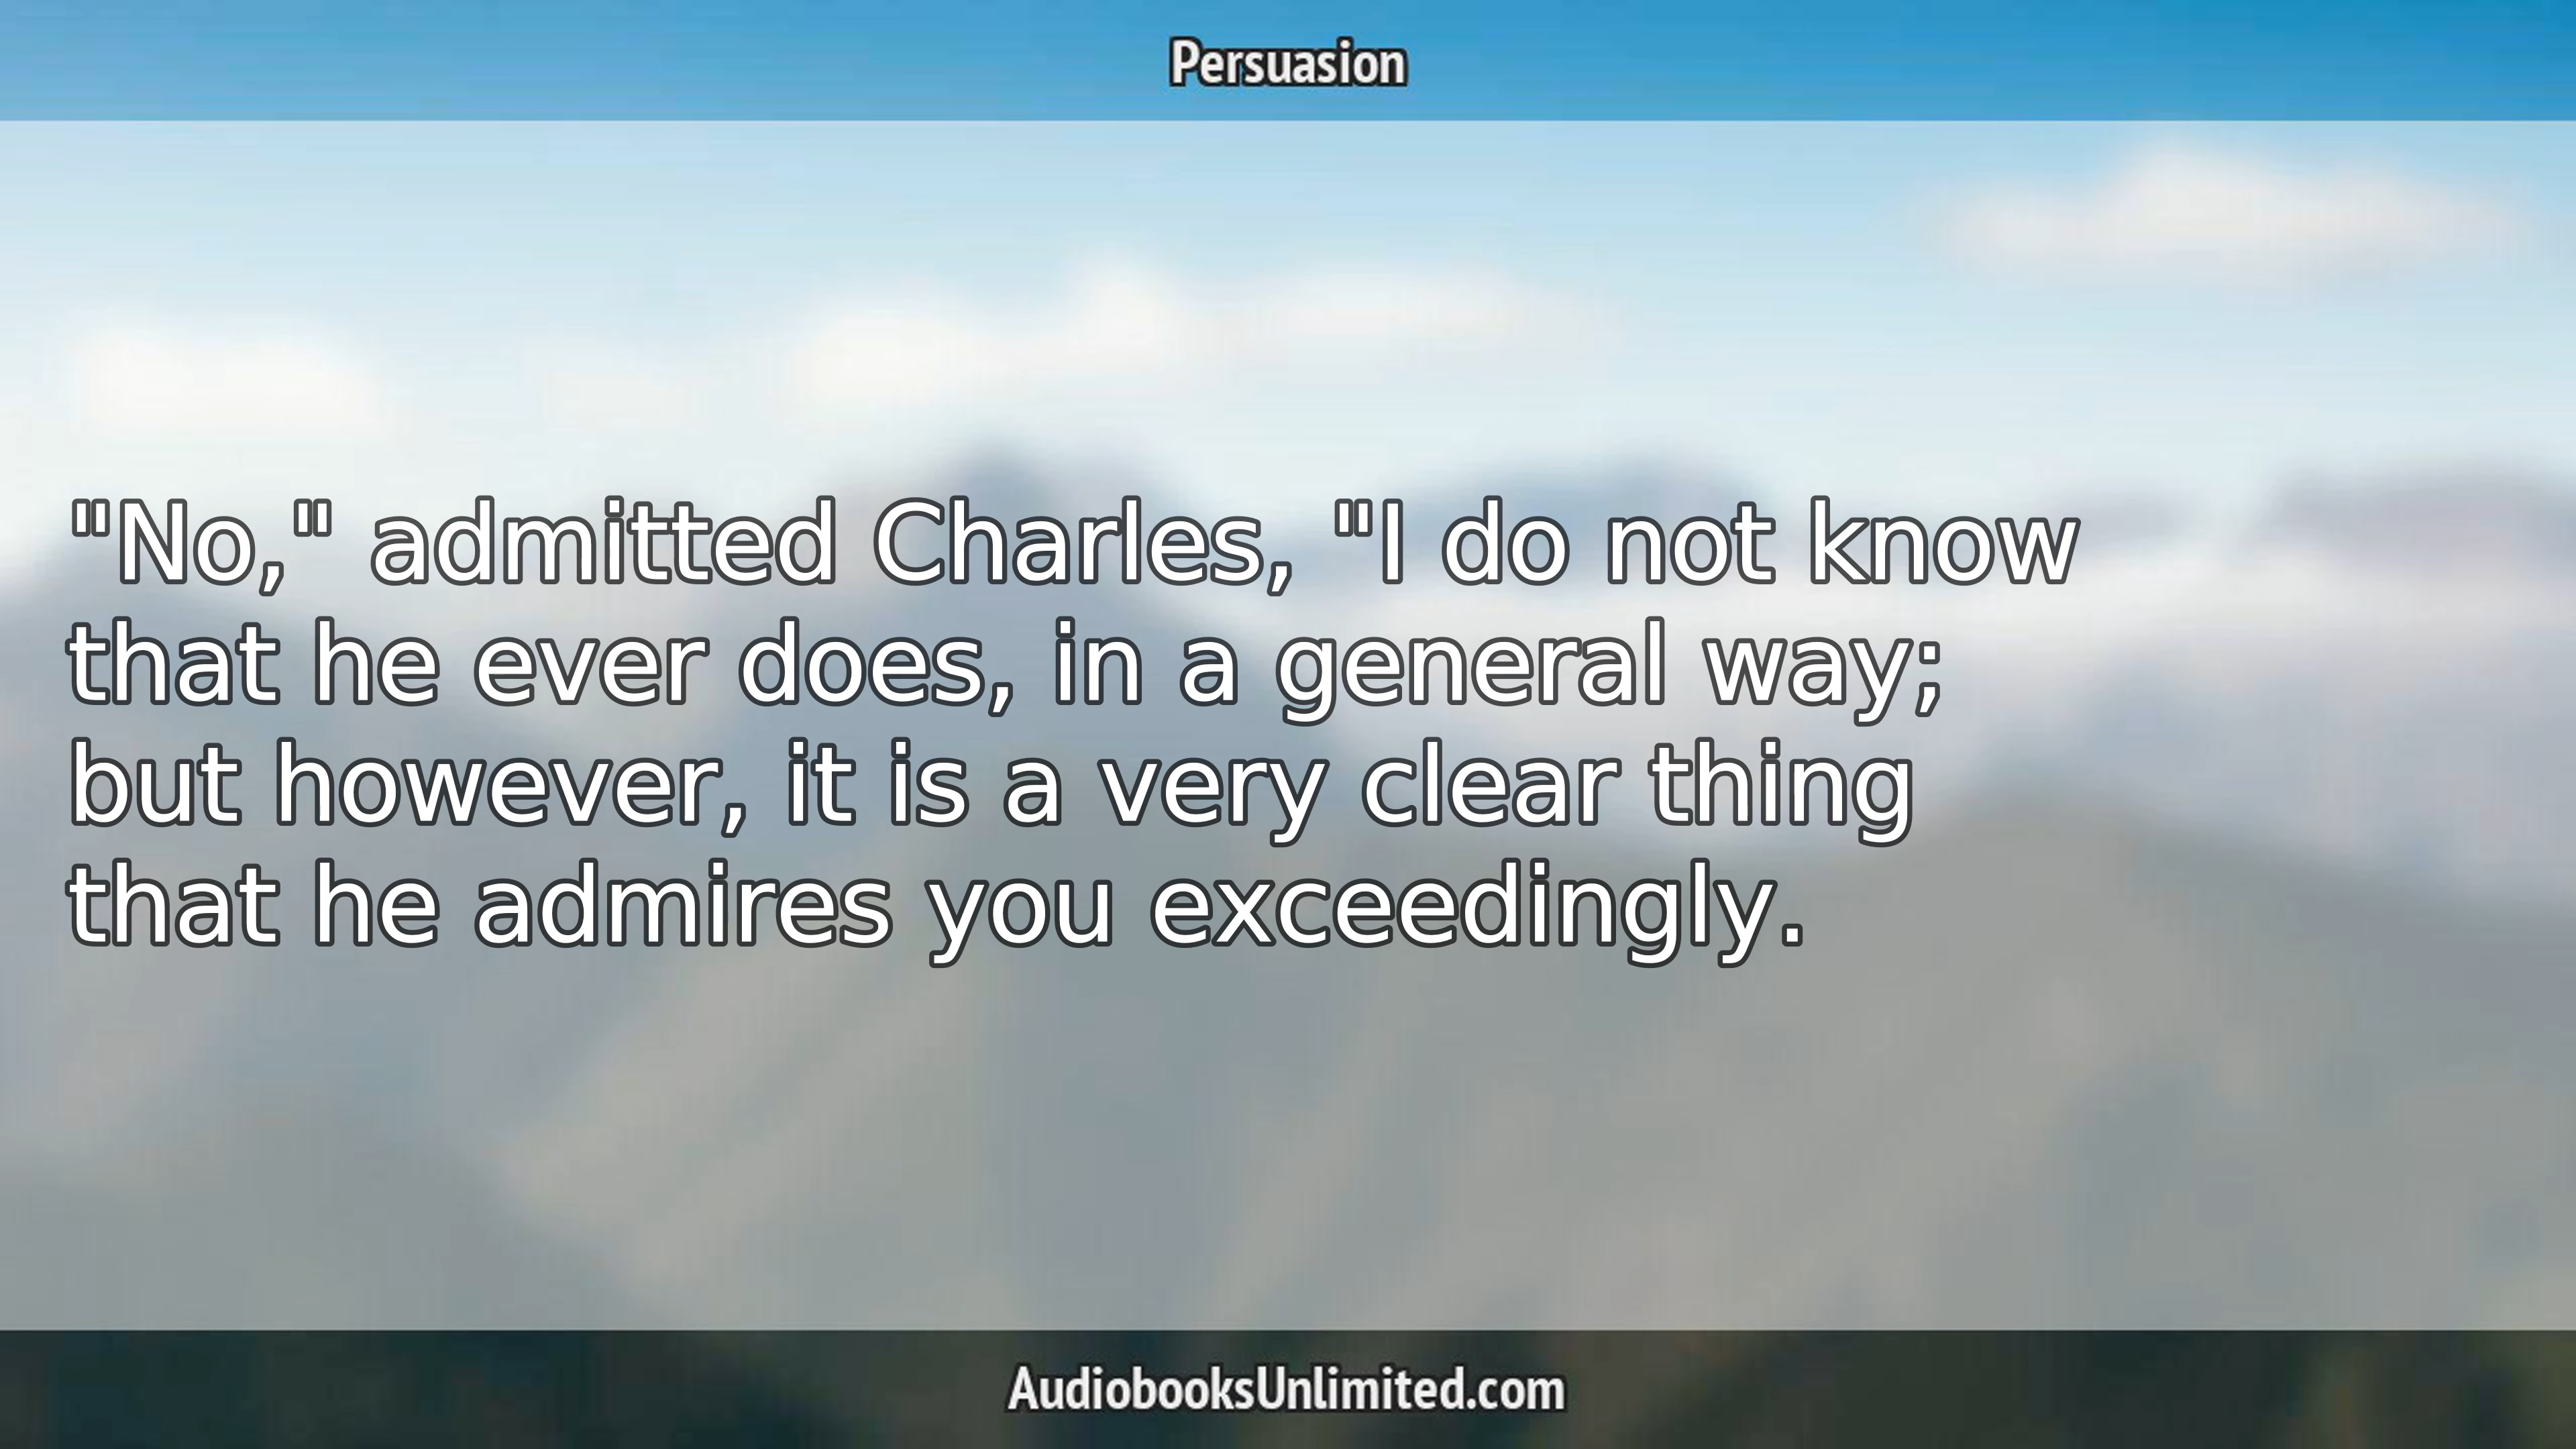 Persuasion
"No," admitted Charles, "I do not know
that he ever does, in a general way;
but however, it is a very clear thing
that he admires you exceedingly.
AudiobooksUnlimited.com